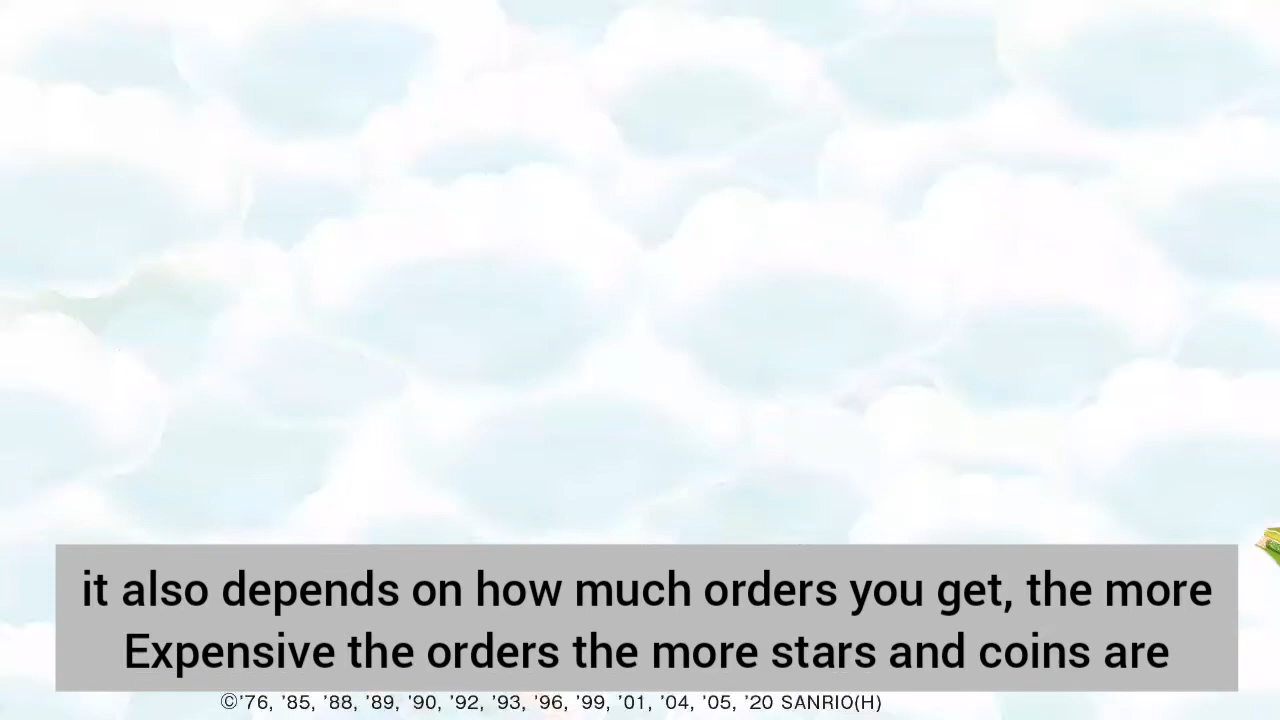 it also depends on how much orders you get, the more
Expensive the orders the more stars and coins are
©'76, '85, '88, '89, '90, '92, '93, '96, '99, '01, '04, '05, '20 SANRIO(H)